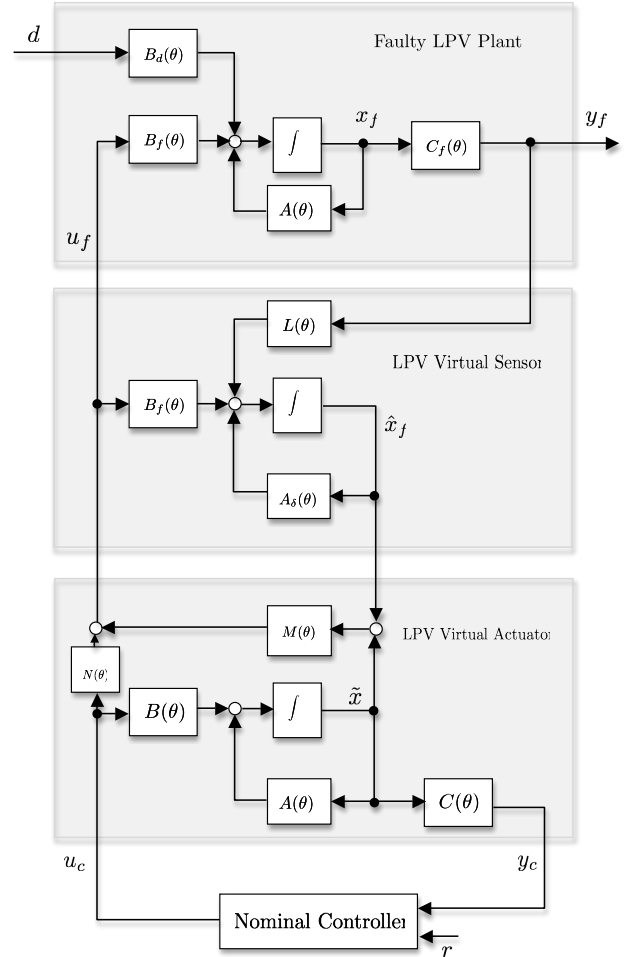 d
B_d(θ)
Faulty LPV Plant
B_f(θ)
∫
x_f
C_f(θ)
y_f
A(θ)
u_f
L(θ)
LPV Virtual Sensor
B_f(θ)
∫
x̂_f
A_δ(θ)
M(θ)
LPV Virtual Actuator
N(θ)
B(θ)
∫
x̃
A(θ)
C(θ)
u_c
y_c
Nominal Controller
r